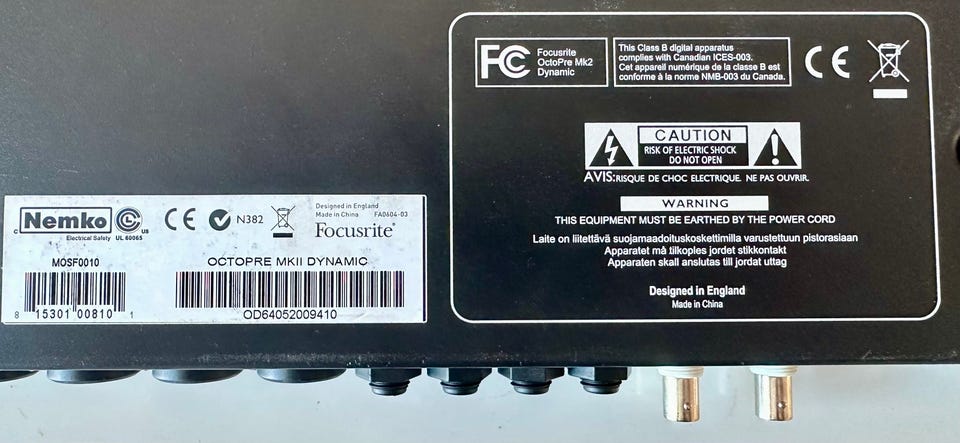 FC
Focusrite
OctoPre Mk2
Dynamic
This Class B digital apparatus
complies with Canadian ICES-003.
Cet appareil numérique de la classe B est
conforme à la norme NMB-003 du Canada.
CE
CAUTION
RISK OF ELECTRIC SHOCK
DO NOT OPEN
AVIS:RISQUE DE CHOC ELECTRIQUE. NE PAS OUVRIR.
WARNING
THIS EQUIPMENT MUST BE EARTHED BY THE POWER CORD
Laite on liitettävä suojamaadoituskoskettimilla varustettuun pistorasiaan
Apparatet må tilkoples jordet stikkontakt
Apparaten skall anslutas till jordat uttag
Designed in England
Made in China
C Nemko CL US
Electrical Safety UL 60065
CE
N382
Designed in England
Made in China FA0604-03
Focusrite®
MOSF0010
8 15301 00810 1
OCTOPRE MKII DYNAMIC
OD64052009410